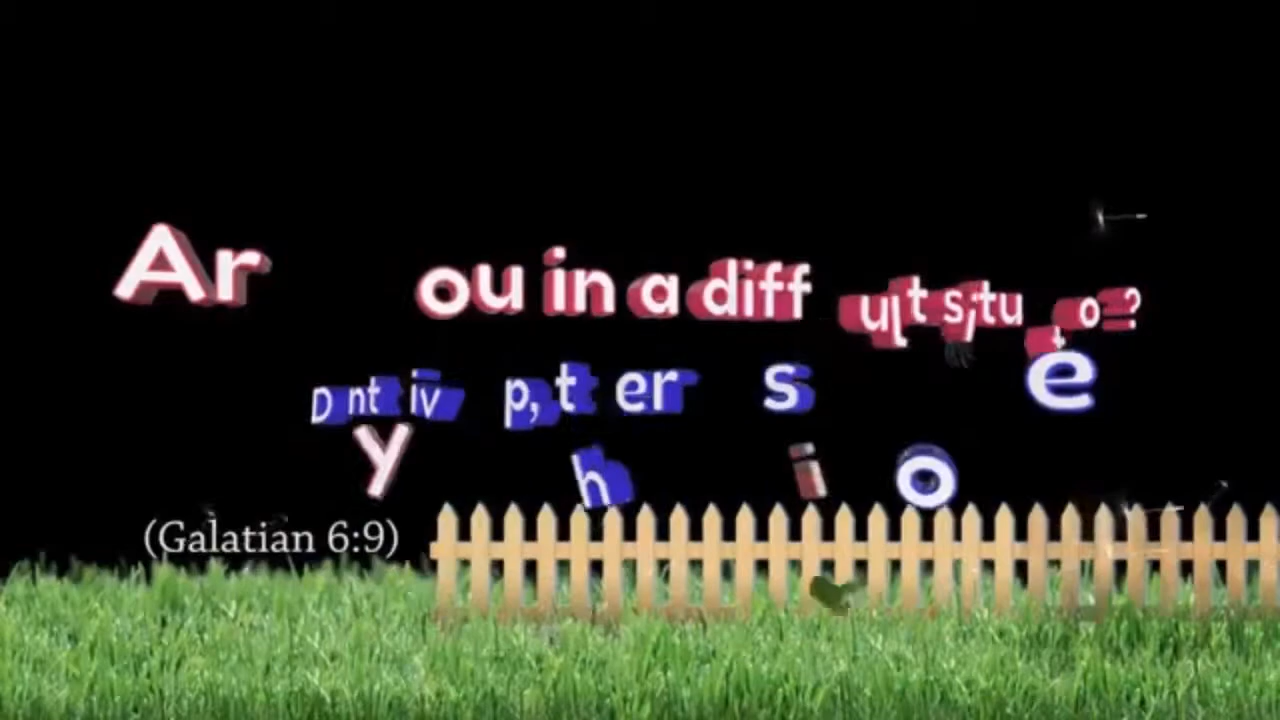 Ar ou in a diff ult situ o ?
D nt iv p, t er s e
y h i o
(Galatian 6:9)